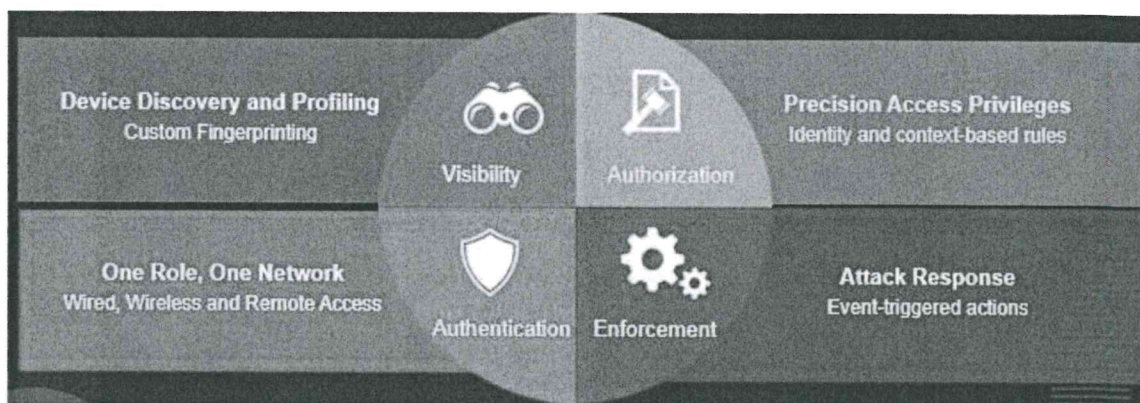 Device Discovery and Profiling
Custom Fingerprinting
Visibility
Authorization
Precision Access Privileges
Identity and context-based rules
One Role, One Network
Wired, Wireless and Remote Access
Authentication
Enforcement
Attack Response
Event-triggered actions